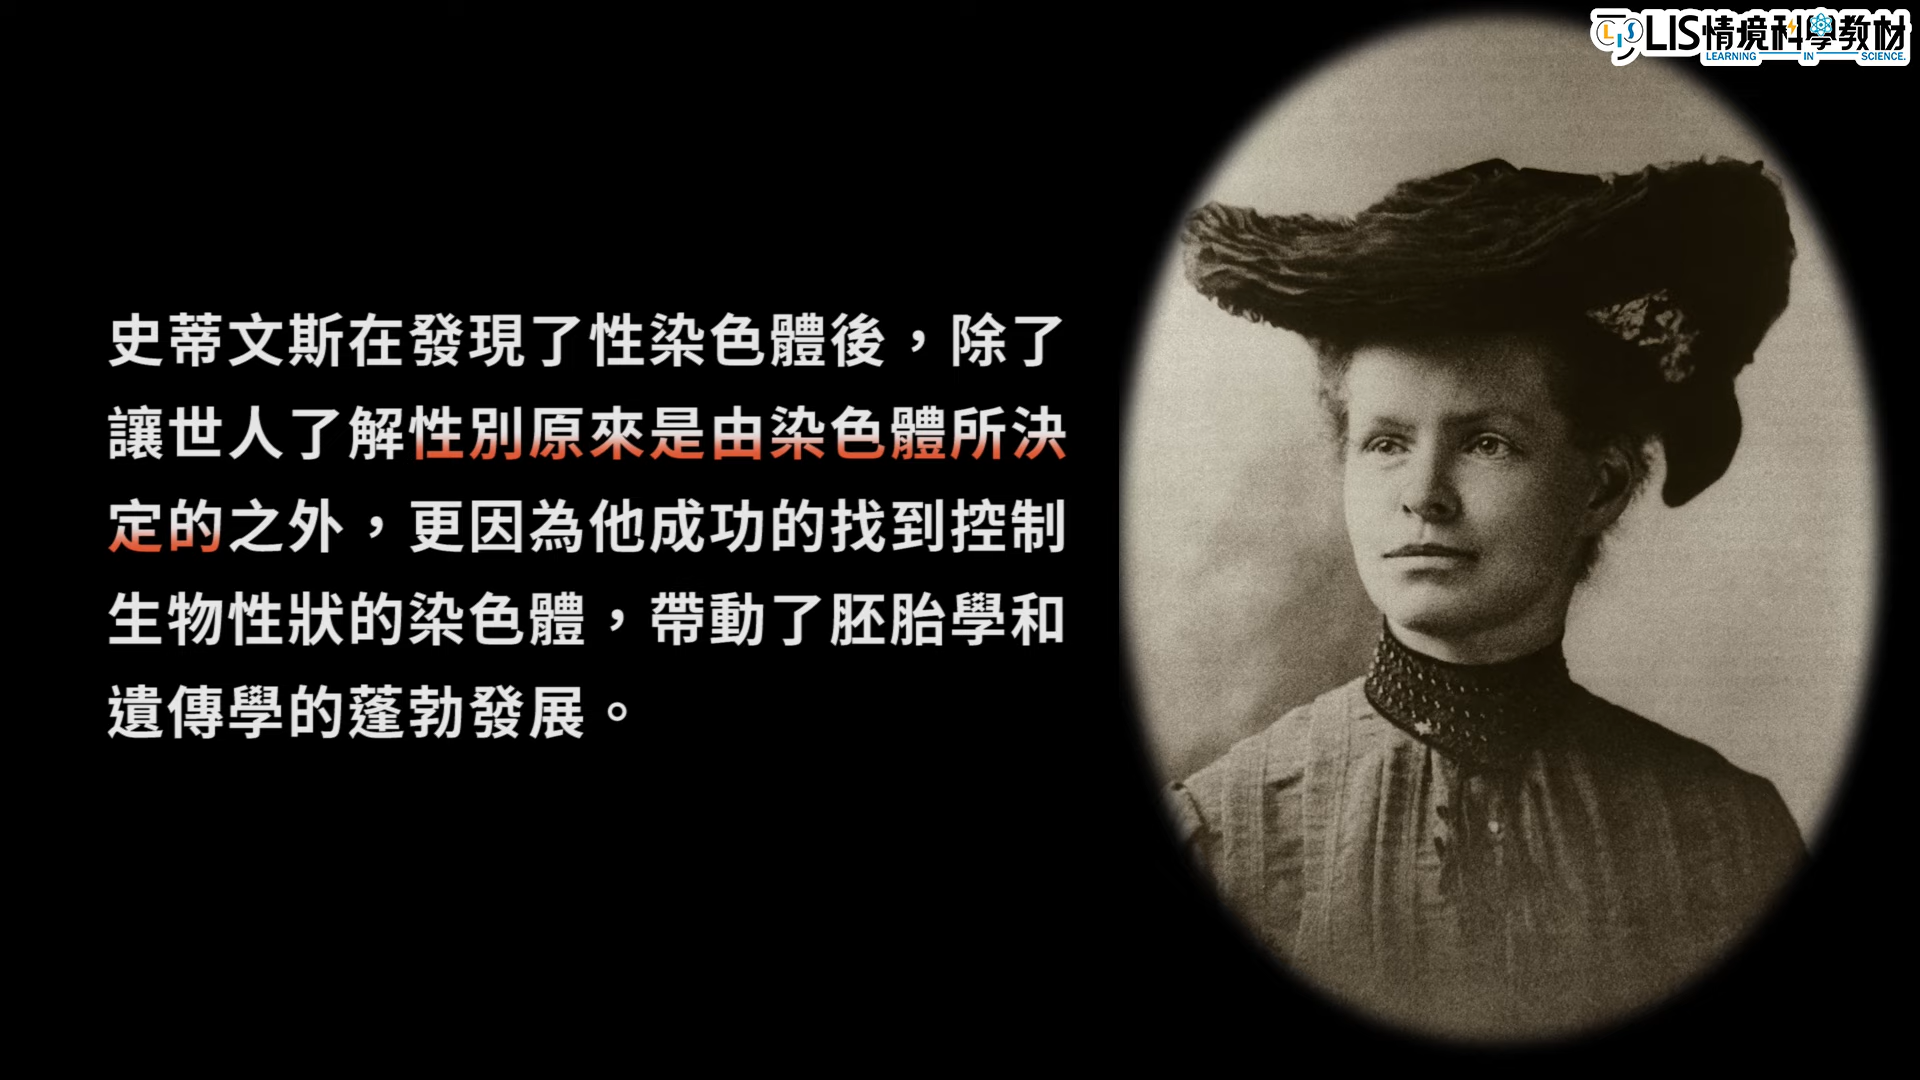 LIS情境科學教材
LEARNING IN SCIENCE.
史蒂文斯在發現了性染色體後，除了
讓世人了解性別原來是由染色體所決
定的之外，更因為他成功的找到控制
生物性狀的染色體，帶動了胚胎學和
遺傳學的蓬勃發展。